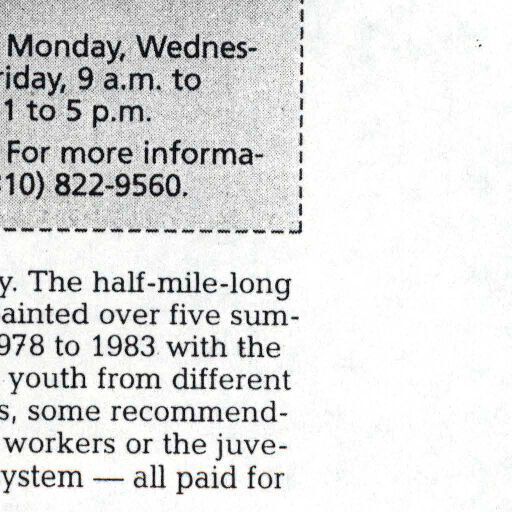 Monday, Wednes-
riday, 9 a.m. to
1 to 5 p.m.
For more informa-
10) 822-9560.
y. The half-mile-long
ainted over five sum-
978 to 1983 with the
youth from different
s, some recommend-
workers or the juve-
ystem — all paid for